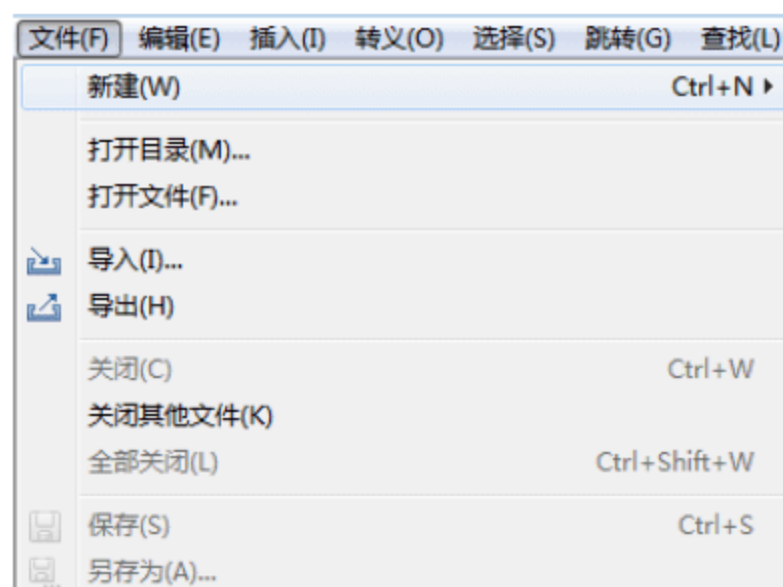 文件(F) 编辑(E) 插入(I) 转义(O) 选择(S) 跳转(G) 查找(L)
新建(W) Ctrl+N
打开目录(M)...
打开文件(F)...
导入(I)...
导出(H)
关闭(C) Ctrl+W
关闭其他文件(K)
全部关闭(L) Ctrl+Shift+W
保存(S) Ctrl+S
另存为(A)...